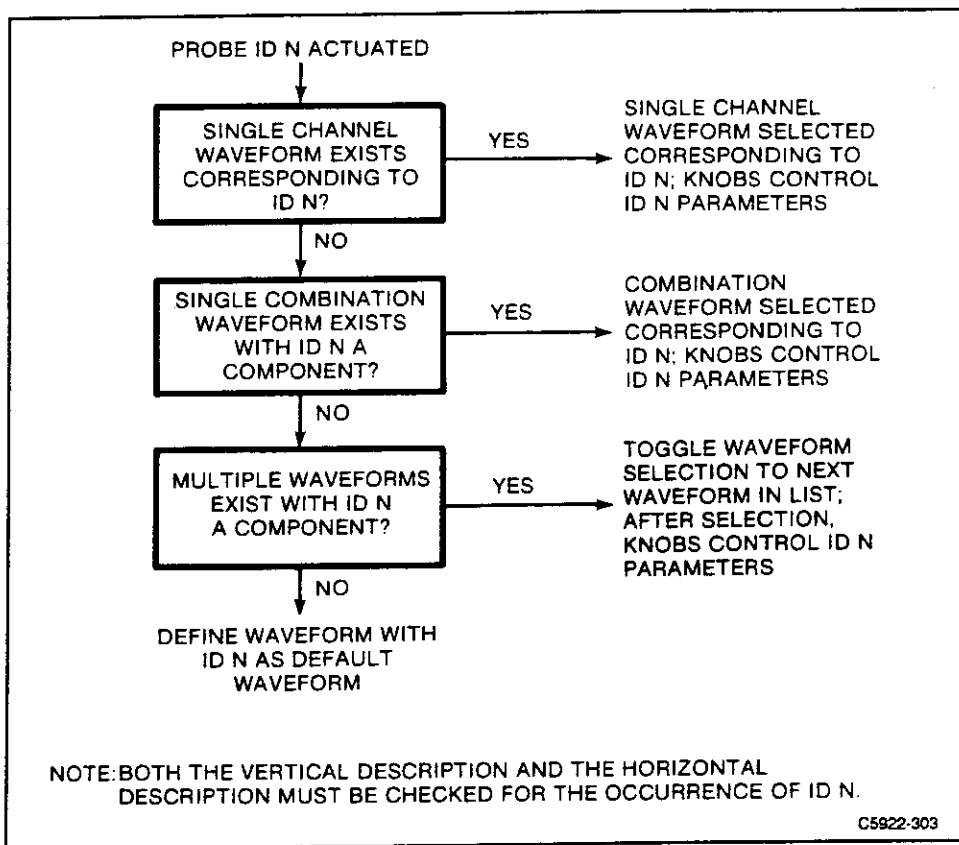 PROBE ID N ACTUATED
SINGLE CHANNEL
WAVEFORM EXISTS
CORRESPONDING TO
ID N?
YES
SINGLE CHANNEL
WAVEFORM SELECTED
CORRESPONDING TO
ID N; KNOBS CONTROL
ID N PARAMETERS
NO
SINGLE COMBINATION
WAVEFORM EXISTS
WITH ID N A
COMPONENT?
YES
COMBINATION
WAVEFORM SELECTED
CORRESPONDING TO
ID N; KNOBS CONTROL
ID N PARAMETERS
NO
MULTIPLE WAVEFORMS
EXIST WITH ID N
A COMPONENT?
YES
TOGGLE WAVEFORM
SELECTION TO NEXT
WAVEFORM IN LIST;
AFTER SELECTION,
KNOBS CONTROL ID N
PARAMETERS
NO
DEFINE WAVEFORM WITH
ID N AS DEFAULT
WAVEFORM
NOTE: BOTH THE VERTICAL DESCRIPTION AND THE HORIZONTAL
DESCRIPTION MUST BE CHECKED FOR THE OCCURRENCE OF ID N.
C5922-303